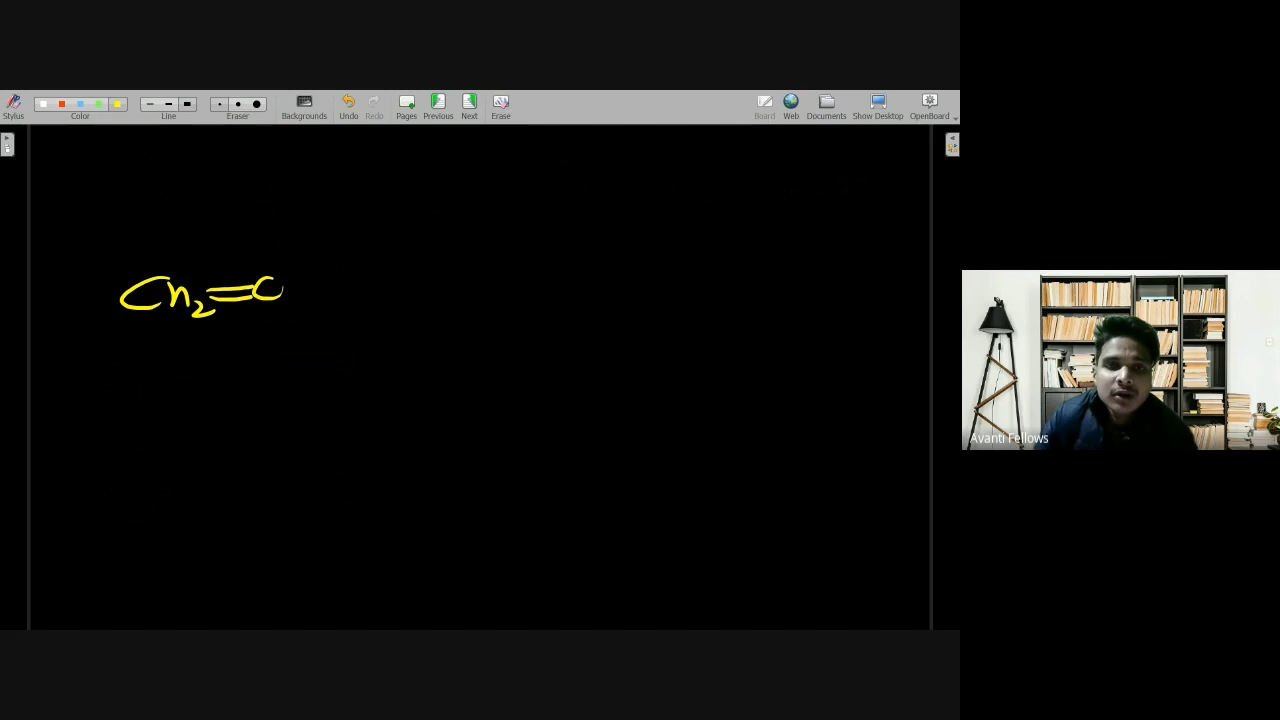 Stylus Color Line Eraser Backgrounds Undo Redo Pages Previous Next Erase Board Web Documents Show Desktop OpenBoard
CH₂=C
Avanti Fellows